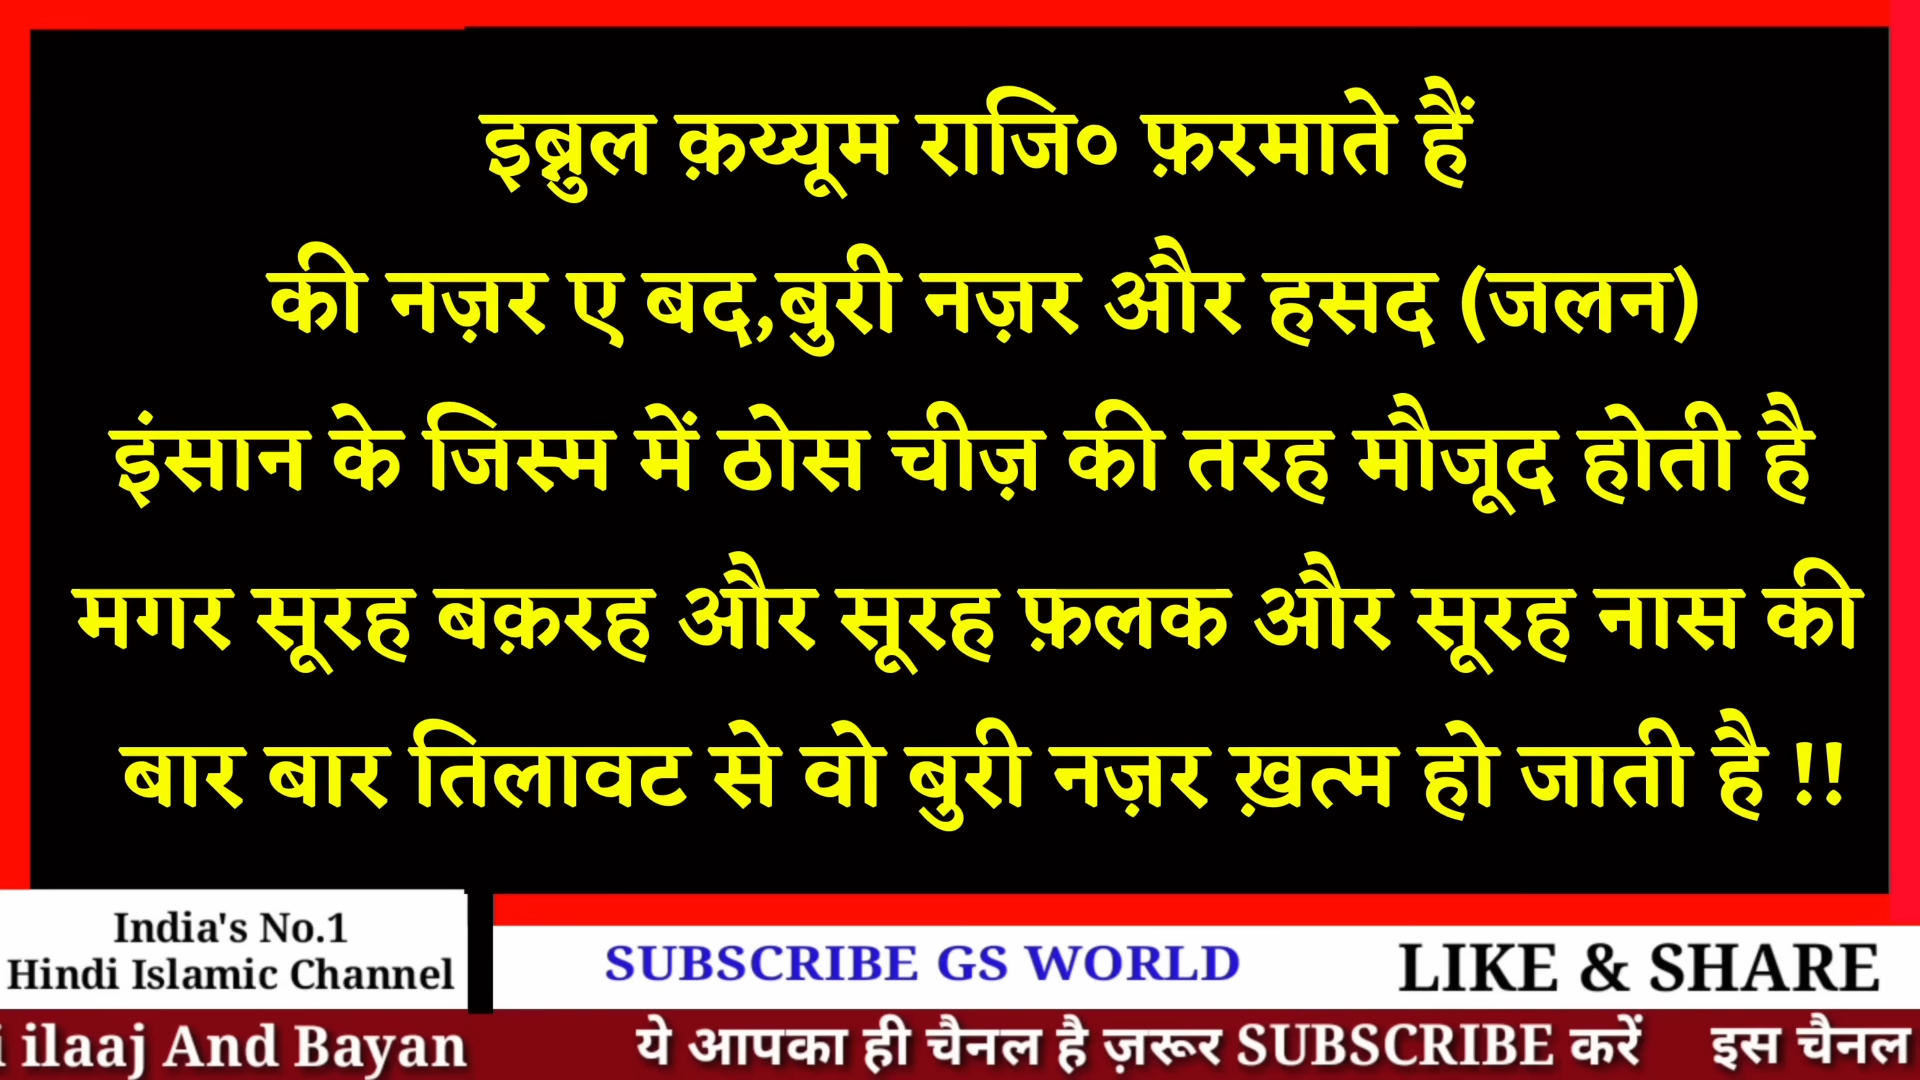 इब्नुल क़य्यूम राजि० फ़रमाते हैं
की नज़र ए बद,बुरी नज़र और हसद (जलन)
इंसान के जिस्म में ठोस चीज़ की तरह मौजूद होती है
मगर सूरह बक़रह और सूरह फ़लक और सूरह नास की
बार बार तिलावट से वो बुरी नज़र ख़त्म हो जाती है !!
India's No.1
Hindi Islamic Channel
SUBSCRIBE GS WORLD
LIKE & SHARE
i ilaaj And Bayan ये आपका ही चैनल है ज़रूर SUBSCRIBE करें इस चैनल